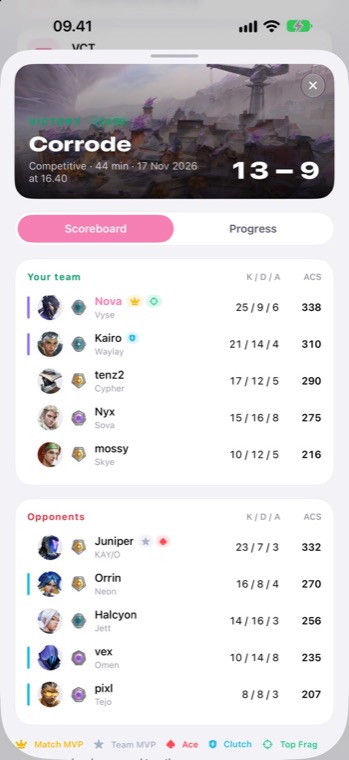 09.41
VCT
Corrode
Competitive · 44 min · 17 Nov 2026
at 16.40
13 – 9
Scoreboard
Progress
Your team K / D / A ACS
Nova
Vyse
25 / 9 / 6 338
Kairo
Waylay
21 / 14 / 4 310
tenz2
Cypher
17 / 12 / 5 290
Nyx
Sova
15 / 16 / 8 275
mossy
Skye
10 / 12 / 5 216
Opponents K / D / A ACS
Juniper
KAY/O
23 / 7 / 3 332
Orrin
Neon
16 / 8 / 4 270
Halcyon
Jett
14 / 16 / 3 256
vex
Omen
10 / 14 / 8 235
pixl
Tejo
8 / 8 / 3 207
Match MVP Team MVP Ace Clutch Top Frag